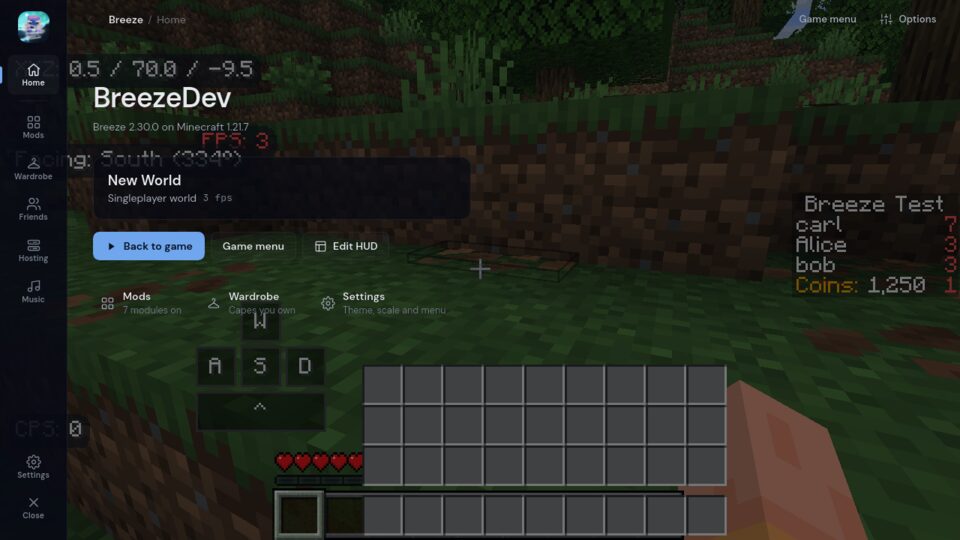 Breeze / Home
Game menu
Options
XYZ: 0.5 / 70.0 / -9.5
Home
BreezeDev
Breeze 2.30.0 on Minecraft 1.21.7
FPS: 3
Mods
Facing: South (334°)
Wardrobe
New World
Singleplayer world 3 fps
Friends
Breeze Test
carl 7
Alice 3
bob 3
Coins: 1,250 1
Hosting
Back to game
Game menu
Edit HUD
Music
Mods
7 modules on
Wardrobe
Capes you own
Settings
Theme, scale and menu
W
A
S
D
^
CPS: 0
Settings
Close